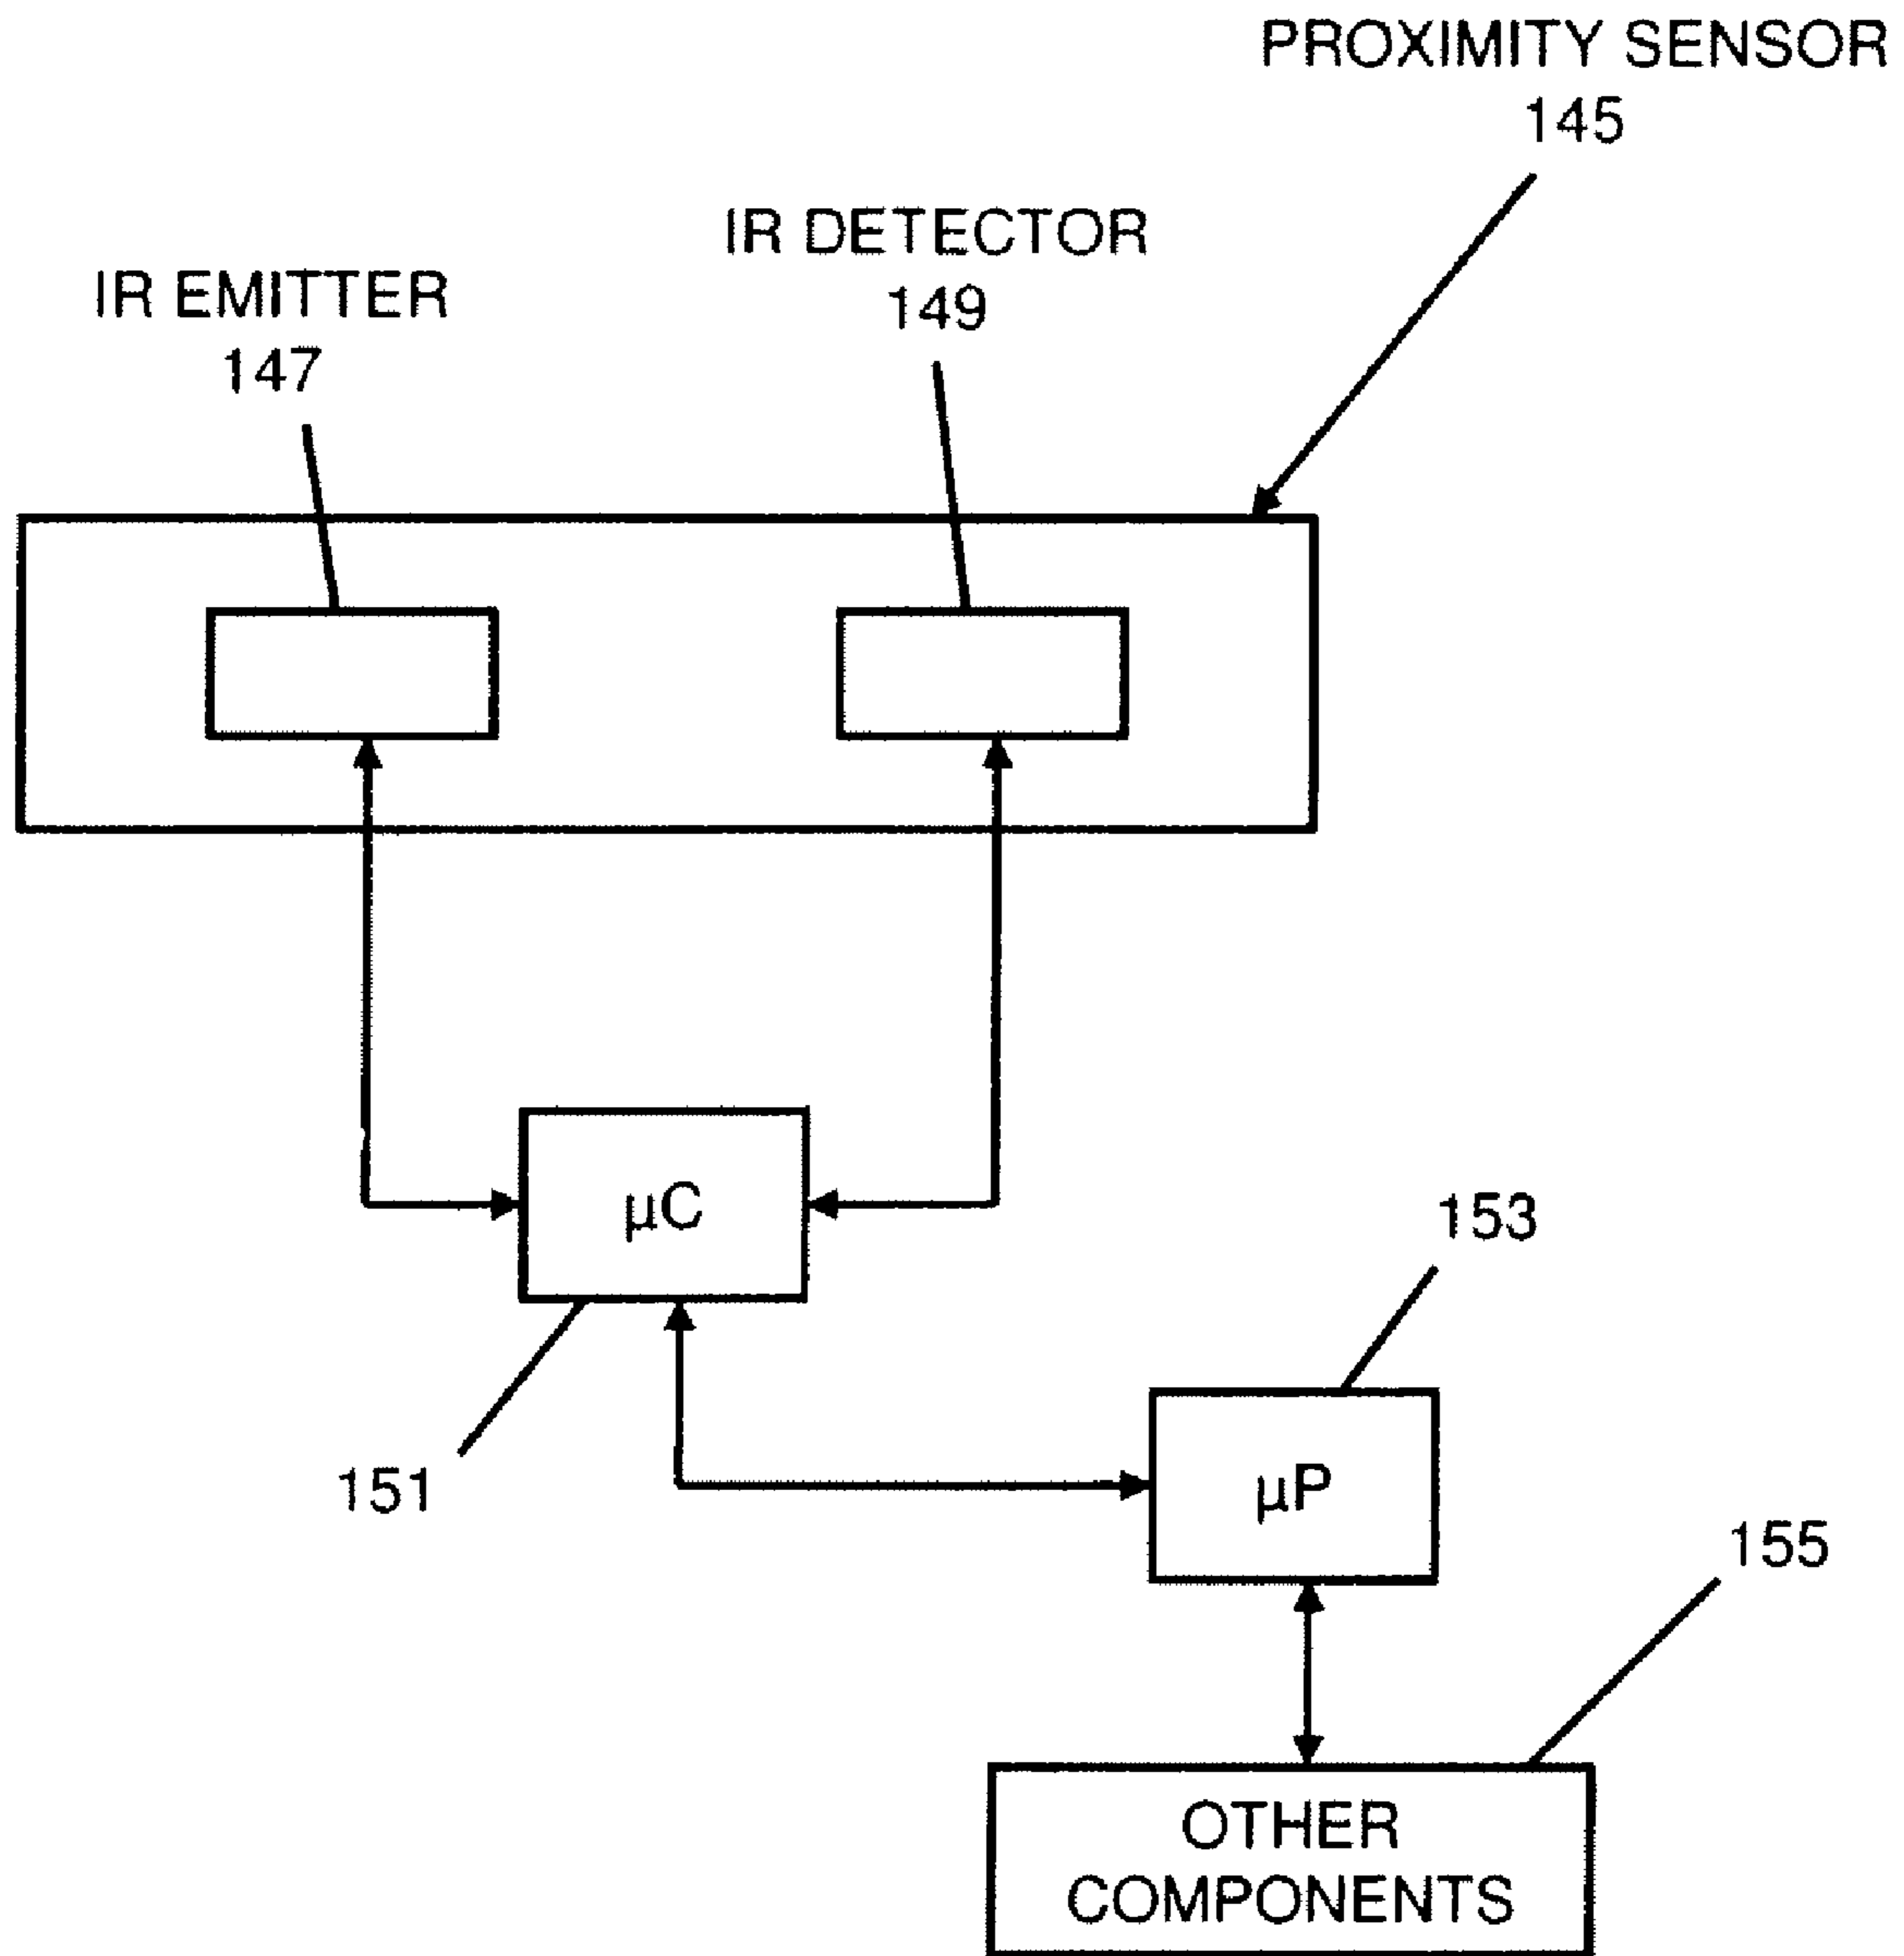 PROXIMITY SENSOR
145
IR DETECTOR
149
IR EMITTER
147
µC
153
151
µP
155
OTHER
COMPONENTS